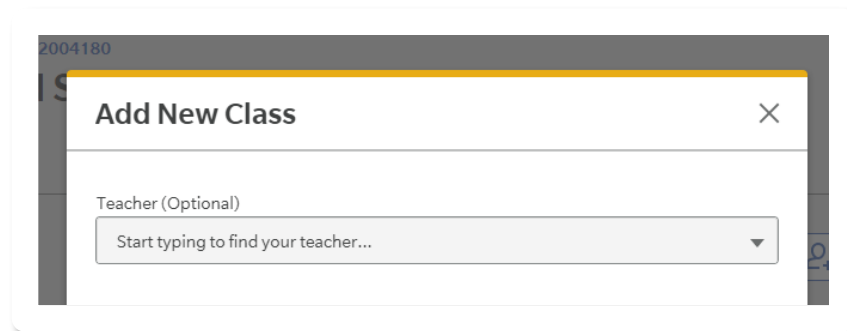 2004180
Add New Class
Teacher (Optional)
Start typing to find your teacher...